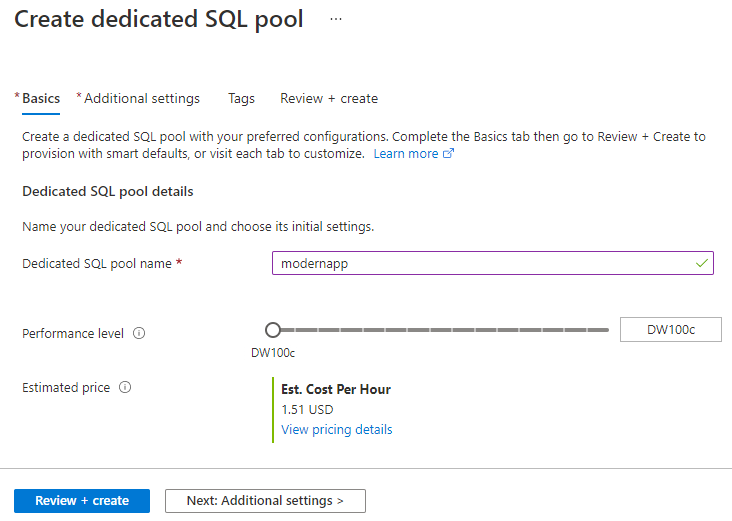 Create dedicated SQL pool ...
* Basics * Additional settings Tags Review + create
Create a dedicated SQL pool with your preferred configurations. Complete the Basics tab then go to Review + Create to
provision with smart defaults, or visit each tab to customize. Learn more
Dedicated SQL pool details
Name your dedicated SQL pool and choose its initial settings.
Dedicated SQL pool name * modernapp
Performance level DW100c
DW100c
Estimated price
Est. Cost Per Hour
1.51 USD
View pricing details
Review + create Next: Additional settings >